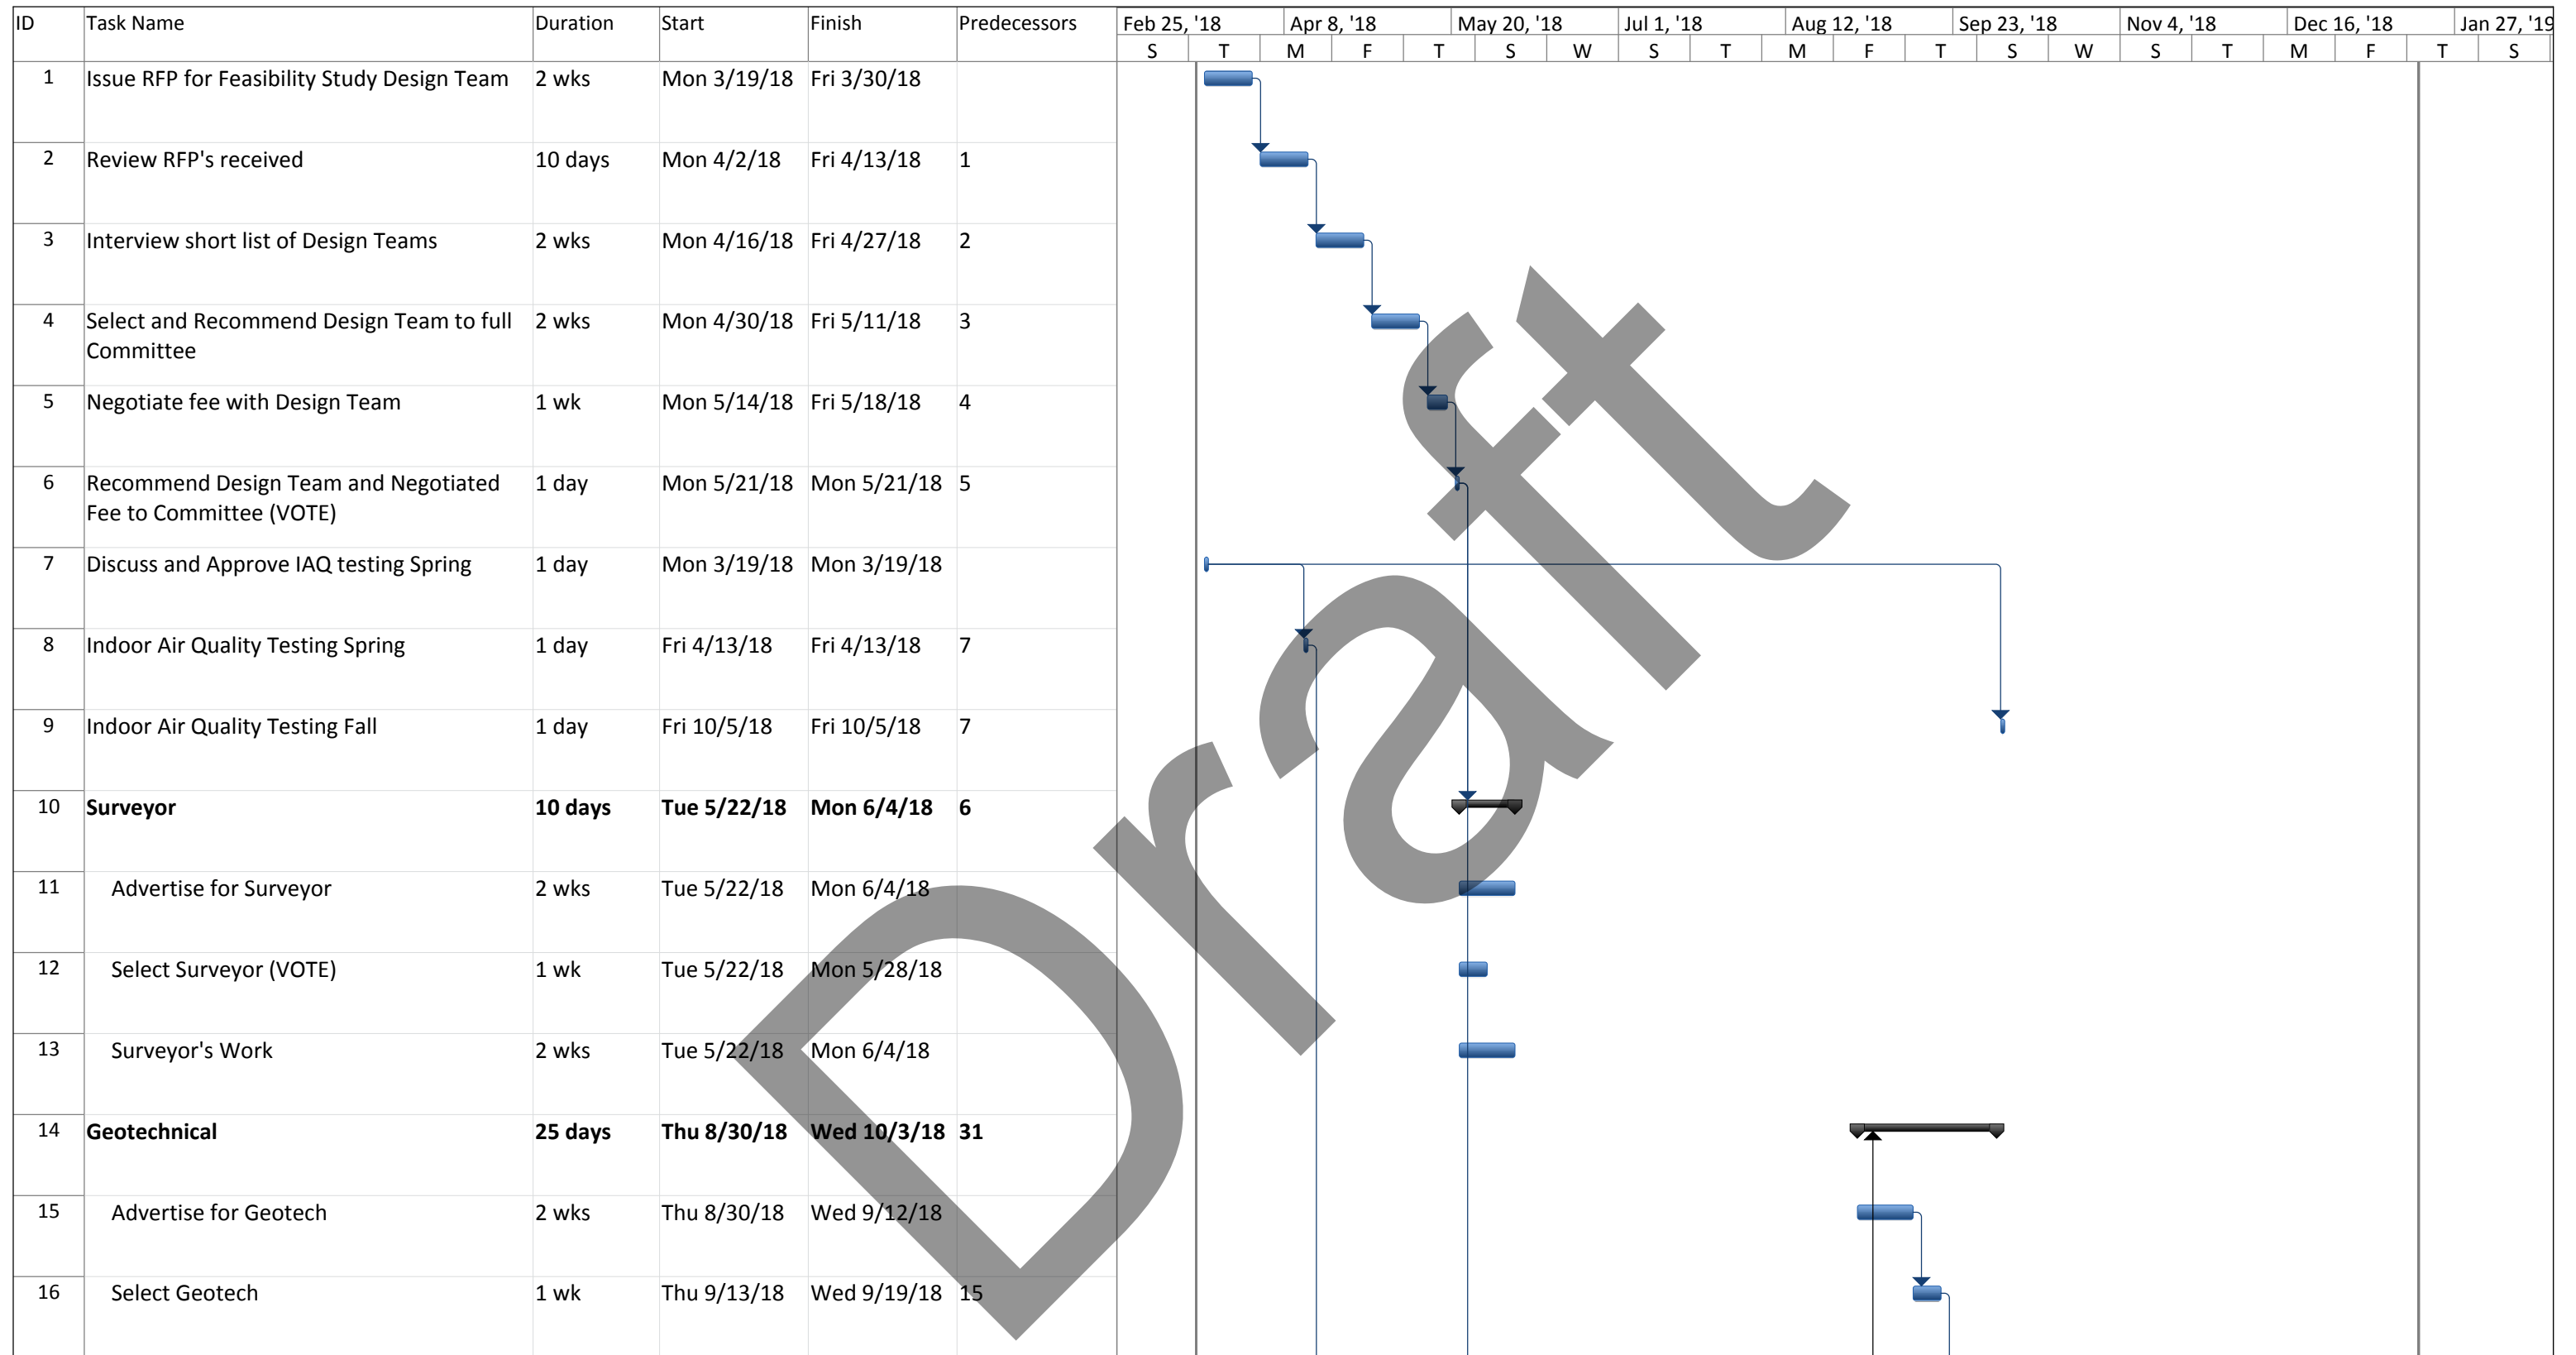 ID Task Name Duration Start Finish Predecessors Feb 25, '18 Apr 8, '18 May 20, '18 Jul 1, '18 Aug 12, '18 Sep 23, '18 Nov 4, '18 Dec 16, '18 Jan 27, '19
S T M F T S W S T M F T S W S T M F T S
1 Issue RFP for Feasibility Study Design Team 2 wks Mon 3/19/18 Fri 3/30/18
2 Review RFP's received 10 days Mon 4/2/18 Fri 4/13/18 1
3 Interview short list of Design Teams 2 wks Mon 4/16/18 Fri 4/27/18 2
4 Select and Recommend Design Team to full 2 wks Mon 4/30/18 Fri 5/11/18 3
Committee
5 Negotiate fee with Design Team 1 wk Mon 5/14/18 Fri 5/18/18 4
6 Recommend Design Team and Negotiated 1 day Mon 5/21/18 Mon 5/21/18 5
Fee to Committee (VOTE)
7 Discuss and Approve IAQ testing Spring 1 day Mon 3/19/18 Mon 3/19/18
8 Indoor Air Quality Testing Spring 1 day Fri 4/13/18 Fri 4/13/18 7
9 Indoor Air Quality Testing Fall 1 day Fri 10/5/18 Fri 10/5/18 7
10 Surveyor 10 days Tue 5/22/18 Mon 6/4/18 6
11 Advertise for Surveyor 2 wks Tue 5/22/18 Mon 6/4/18
12 Select Surveyor (VOTE) 1 wk Tue 5/22/18 Mon 5/28/18
13 Surveyor's Work 2 wks Tue 5/22/18 Mon 6/4/18
14 Geotechnical 25 days Thu 8/30/18 Wed 10/3/18 31
15 Advertise for Geotech 2 wks Thu 8/30/18 Wed 9/12/18
16 Select Geotech 1 wk Thu 9/13/18 Wed 9/19/18 15
Draft